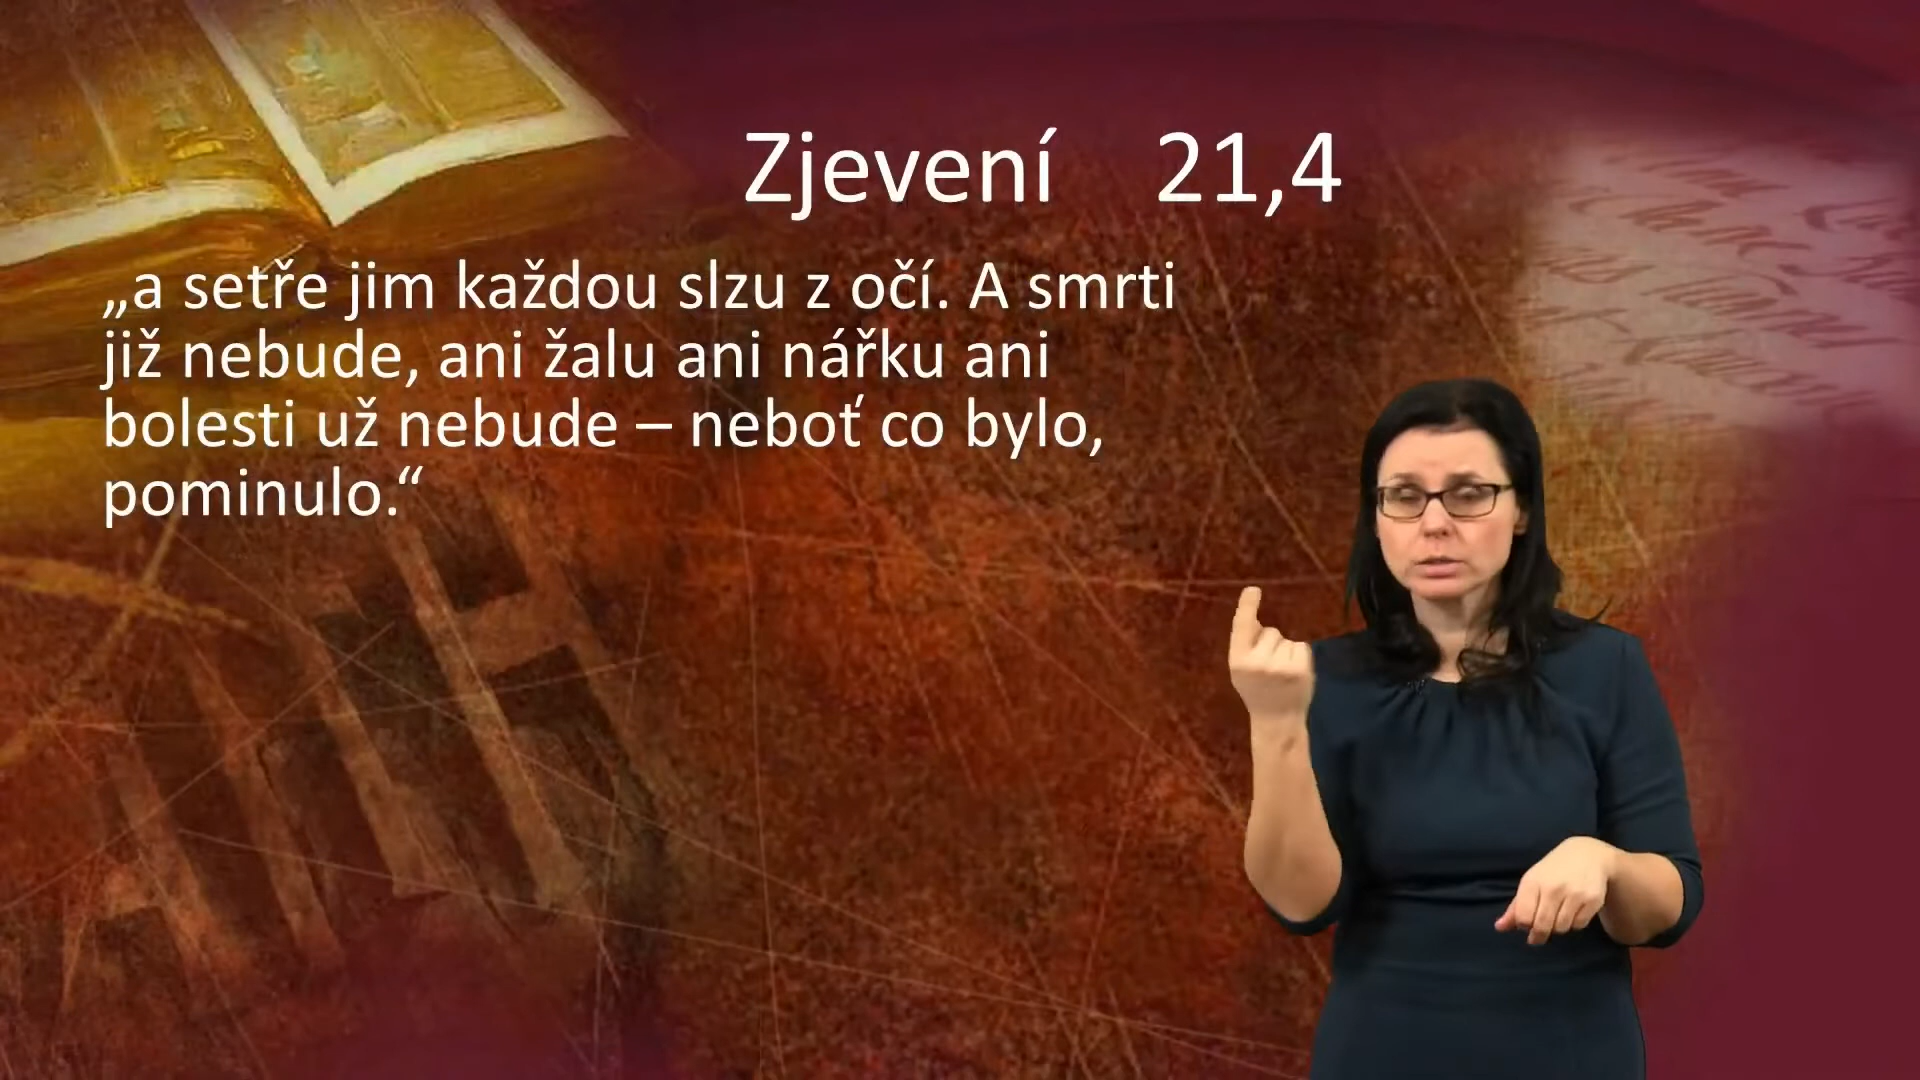 Zjevení 21,4
„a setře jim každou slzu z očí. A smrti
již nebude, ani žalu ani nářku ani
bolesti už nebude – neboť co bylo,
pominulo.“